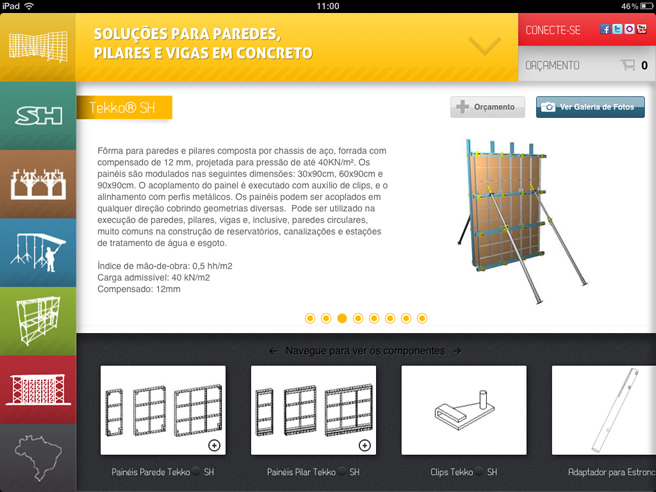 iPad
11:00
46%
SOLUÇÕES PARA PAREDES,
PILARES E VIGAS EM CONCRETO
CONECTE-SE
ORÇAMENTO 0
SH
Tekko® SH
Orçamento
Ver Galeria de Fotos
Fôrma para paredes e pilares composta por chassis de aço, forrada com
compensado de 12 mm, projetada para pressão de até 40KN/m². Os
painéis são modulados nas seguintes dimensões: 30x90cm, 60x90cm e
90x90cm. O acoplamento do painel é executado com auxílio de clips, e o
alinhamento com perfis metálicos. Os painéis podem ser acoplados em
qualquer direção cobrindo geometrias diversas. Pode ser utilizado na
execução de paredes, pilares, vigas e, inclusive, paredes circulares,
muito comuns na construção de reservatórios, canalizações e estações
de tratamento de água e esgoto.
Índice de mão-de-obra: 0,5 hh/m2
Carga admissível: 40 kN/m2
Compensado: 12mm
← Navegue para ver os componentes →
Painéis Parede Tekko SH
Painéis Pilar Tekko SH
Clips Tekko SH
Adaptador para Estronc